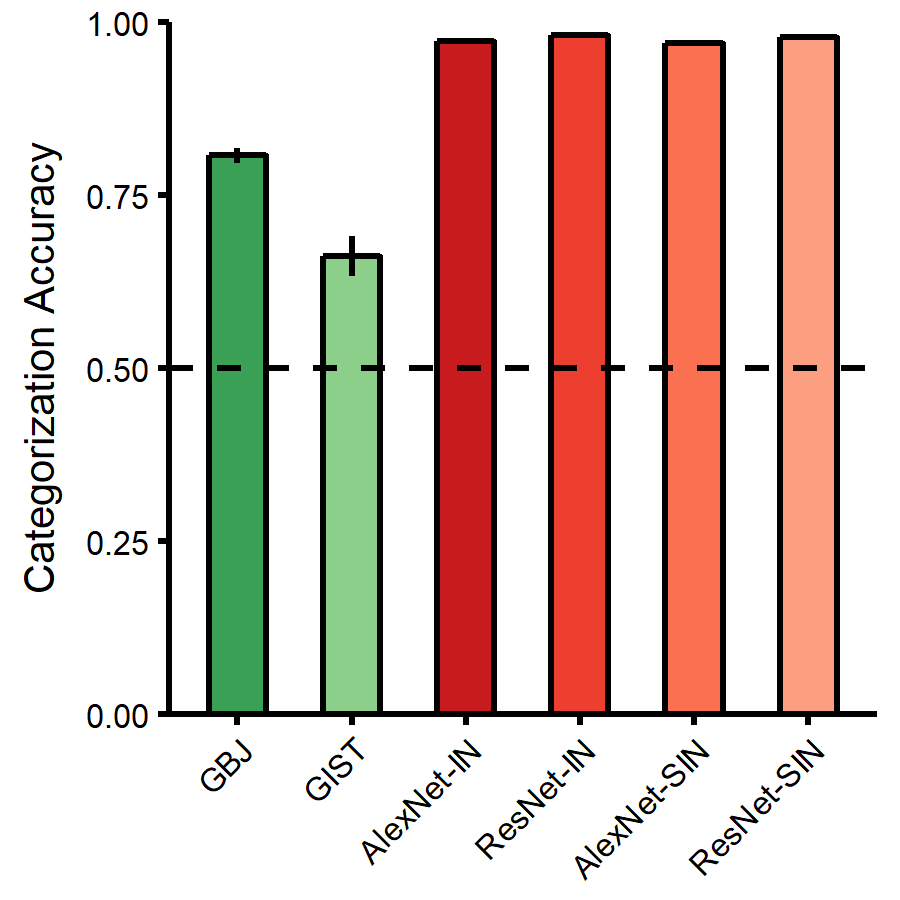 Categorization Accuracy
1.00
0.75
0.50
0.25
0.00
GBJ
GIST
AlexNet-IN
ResNet-IN
AlexNet-SIN
ResNet-SIN